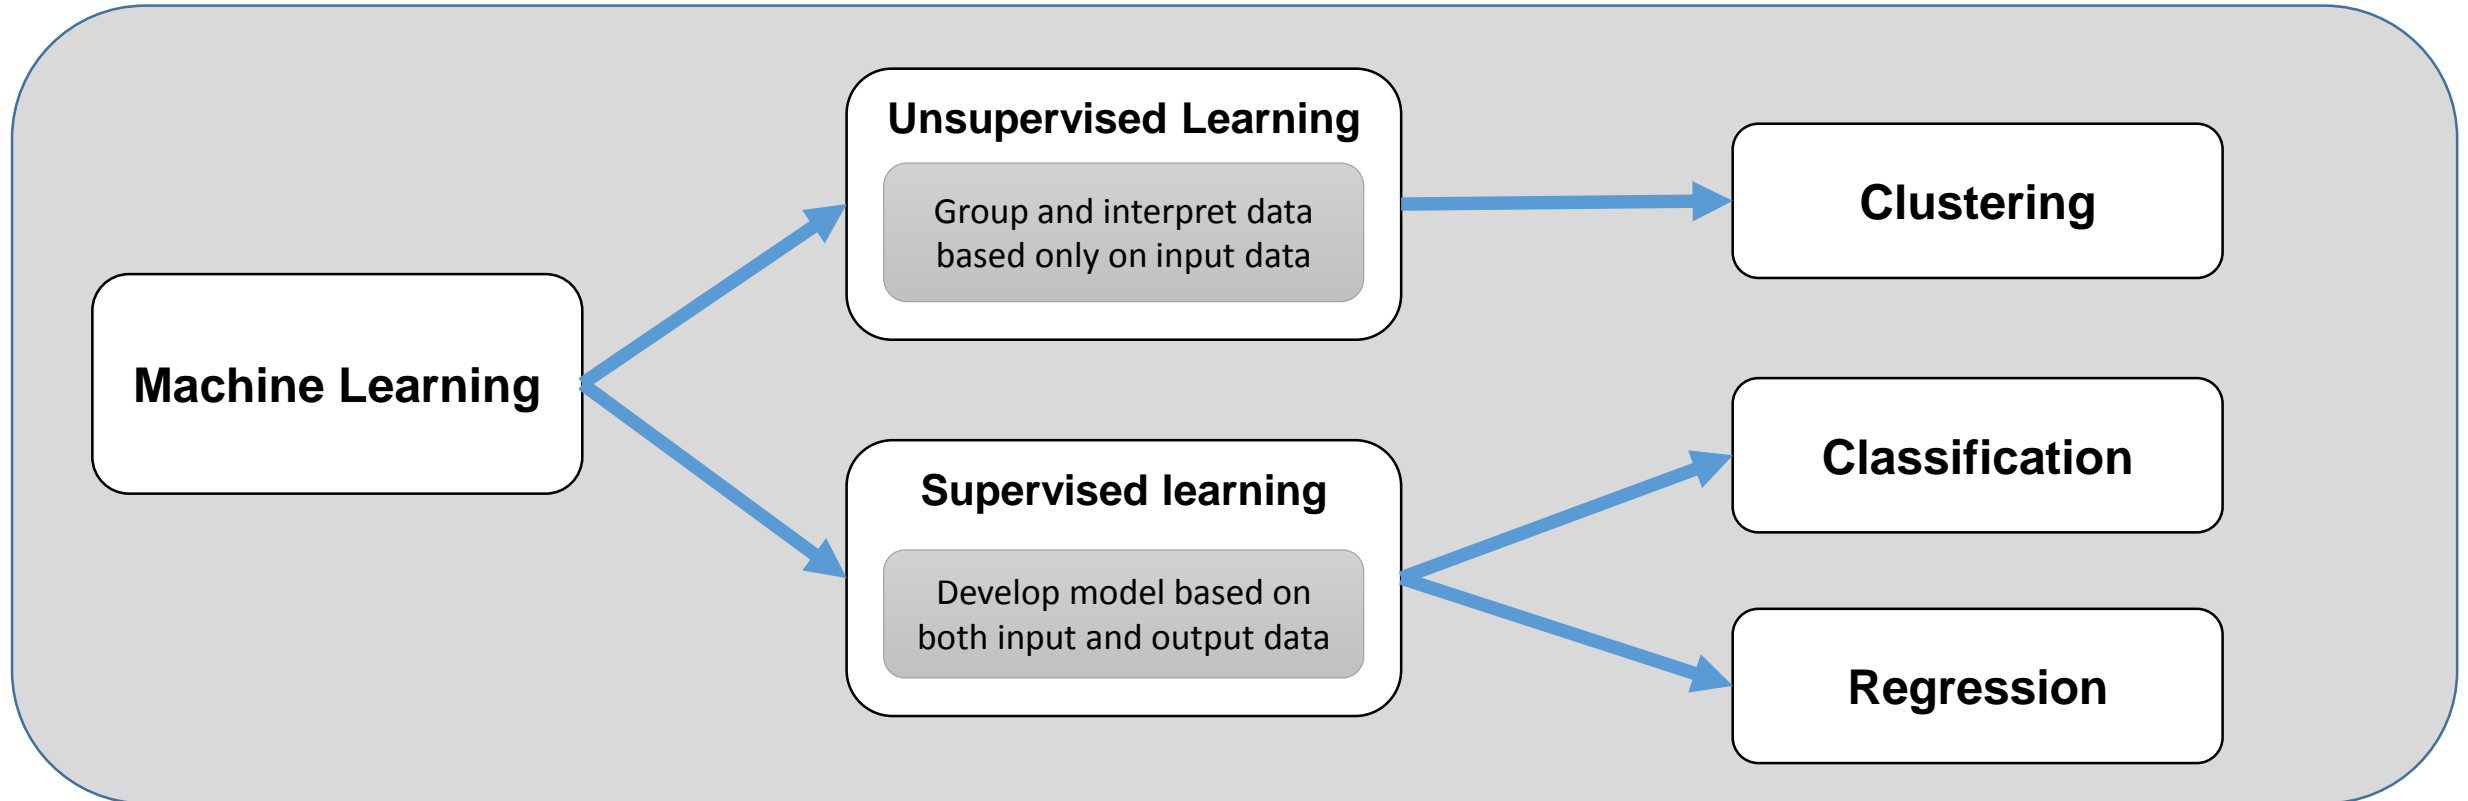 Machine Learning
Unsupervised Learning
Group and interpret data
based only on input data
Supervised learning
Develop model based on
both input and output data
Clustering
Classification
Regression